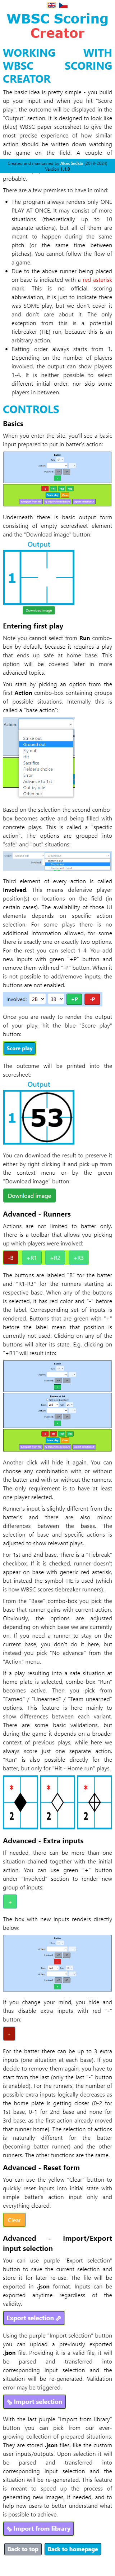 WBSC Scoring
Creator
WORKING WITH
WBSC SCORING
CREATOR
The basic idea is pretty simple – you build
up your input and when you hit "Score
play", the outcome will be displayed in the
"Output" section. It is designed to look like
(blue) WBSC paper scoresheet to give the
most precise experience of how similar
action should be written when watching
the game on the field. A couple of
Created and maintained by
Version 1.1.0
probable.
There are a few premises to have in mind:
The program always renders only ONE
PLAY AT ONCE. It might consist of more
situations (theoretically up to 10
separate actions), but all of them are
meant to happen during the same
pitch (or in between two separate
pitches). You cannot render the flow of
a game.
Due to the above runner being placed
on base is indicated with a red asterisk
mark. This is no official WBSC
abbreviation, it is just to indicate there
was SOME play, but we do not know
and don't care about it. The only
exception from this is a potential
tiebreaker (TIE) run, because this is an
arbitrary action.
Batting order always starts from 1.
Depending on how many players is
involved, the output can show players
1-4. It is neither possible to select
different initial order, nor skip some
players in between.
CONTROLS
Basics
When you enter the site, you'll see a basic
input prepared to put in batter's action:
Underneath there is basic output form
consisting of empty scoresheet element
and the "Download image" button:
Output
1
Download image
Entering first play
Note you cannot select from Run combo-
box by default, because it requires a play
that ends up safe at home base. This
option will be covered later in more
advanced topics.
You start by picking an option from the
first Action combo-box, containing groups
of possible situations. Internally this is
called a "base action":
Action:
Strike out
Ground out
Fly out
Hit
Sacrifice
Fielder's choice
Error
Advance to 1st
Out by rule
Other out
Based on the selection the second combo-
box becomes active and being filled with
concrete plays. This is called a "specific
action". The options are grouped into
"safe" and "out" situations:
Third element of every action is called
Involved. This means defensive
position(s) or locations on the field (in
some situations). The availability of those
inputs depends on specific action
selection. For some plays there is no
additional input allowed, for some of
them there are exactly two options (4-6).
For the rest you can select 1-4. You add
more positions with "+P" button and
remove them with red "-P" button. When it
is not possible to add/remove inputs, the
buttons are not enabled.
Involved: 2B 3B +P -P
Once you are ready to render the output
of your play, hit the blue "Score play"
button:
Score play
The outcome will be printed into the
scoresheet:
Output
1
53
You can download the result to preserve it
either by right clicking it and pick up from
the context menu or by the green
"Download image" button:
Download image
Advanced - Runners
Actions are not limited to batter only.
There is a toolbar that allows you picking
up which players were involved:
-B +R1 +R2 +R3
The buttons are labeled "B" for the batter
and "R1-R3" for the runners starting at
respective base. When any of the buttons
is selected, it has red color and "-" before
the label. Corresponding player's input is
rendered. Buttons that are green with "+"
before the label mean that position is
currently not used. Clicking on any of the
buttons will alter its state. E.g. clicking on
"+R1" will result into:
Another click will hide it again. You can
choose any combination with or without
the batter and with or without the runners.
The only requirement is to have at least
one player selected.
Runner's input is slightly different from the
batter's and there are also minor
differences between the bases. The
selection of base and specific actions is
adjusted to show relevant plays.
For 1st and 2nd base. There is a "Tiebreak"
checkbox. If it is checked, runner will not
appear on base with generic red asterisk,
but instead the symbol TIE is used (which
is how WBSC scores tiebreaker runners).
From the "Base" combo-box you pick the
base that runner gains with current action.
Obviously, the options are adjusted
depending on which base we are currently
on. If you need a runner to stay on the
current base, you don't do it here, but
instead you pick "No advance" from the
"Action" menu.
If a play resulting into a safe situation at
the home plate is selected, menu "Run"
becomes active. Then you pick from
"Earned" / "Unearned" / "Team unearned"
options. This feature is here mainly to
show differences between each variant.
There are some basic validations, but
during the game it depends on a broader
context of previous plays, while here we
always score just one separate action.
"Run" is also possible directly for the
batter, but only for "Hit - Home run" play.
2 2 2
Advanced - Extra inputs
If needed, there can be more than one
situation chained together with the initial
action. You can use green "+" button
under "Involved" section to render new
group of inputs:
+
The box with new inputs renders directly
below:
If you change your mind, you hide and
thus disable extra inputs with red "-"
button:
-
For the batter there can be up to 3 extra
inputs (one situation at each base). If you
decide to remove them again, you have to
start from the last (only the last "-" button
is enabled). For the runners, the number of
possible extra inputs logically decreases at
the home plate is getting closer (0-2 for
1st base, 0-1 for 2nd base and none for
3rd base, as the first action already moved
that runner home). The selection of actions
is naturally different for the batter
(becoming batter runner) and the other
runners. The other functions are the same.
Advanced - Reset form
You can use the yellow "Clear" button to
quickly reset inputs into initial state with
simple batter's action input only and
everything cleared.
Clear
Advanced - Import/Export
input selection
You can use purple "Export selection"
button to save the current selection and
store it for later re-use. The file will be
exported in .json format. Inputs can be
exported anytime regardless of the
validity.
Export selection
Using the purple "Import selection" button
you can upload a previously exported
.json file. Providing it is a valid file, it will
be parsed and transferred into
corresponding input selection and the
situation will be re-generated. Validation
error may be triggered.
Import selection
With the last purple "Import from library"
button you can pick from our ever-
growing collection of prepared situations.
They are stored .json files, like the custom
user inputs/outputs. Upon selection it will
be parsed and transferred into
corresponding input selection and the
situation will be re-generated. This feature
is meant to speed up the process of
generating new images. If needed, and to
help new users to better understand what
is possible to achieve.
Import from library
Back to top Back to homepage